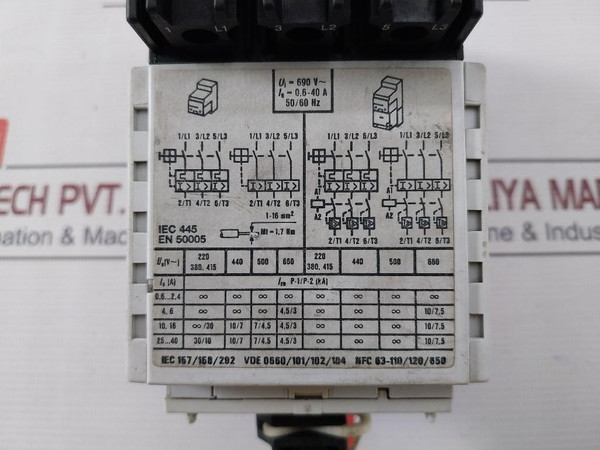 1 L1 3 L2 5 L3
Ui = 690 V~
Ie = 0,6-40 A
50/60 Hz
1/L1 3/L2 5/L3 1/L1 3/L2 5/L3 1/L1 3/L2 5/L3 1/L1 3/L2 5/L3
I> I> I> I> I> I> I> I> I> I> I> I>
2/T1 4/T2 6/T3 2/T1 4/T2 6/T3
A1 A1
A2 A2
1-16 mm²
IEC 445
EN 50005
Md = 1,7 Nm
2/T1 4/T2 6/T3 2/T1 4/T2 6/T3
Ue(V~) 220 380, 415 440 500 660 220 380, 415 440 500 660
Ie (A) Icn P-1/P-2 (kA)
0,6...2,4 ∞ ∞ ∞ ∞ ∞ ∞ ∞ ∞
4, 6 ∞ ∞ ∞ 4,5/3 ∞ ∞ ∞ 10/7,5
10, 16 ∞/30 10/7 7/4,5 4,5/3 ∞ ∞ ∞ 10/7,5
25...40 30/10 10/7 7/4,5 4,5/3 ∞ ∞ ∞ 10/7,5
IEC 157/158/292 VDE 0660/101/102/104 NFC 63-110/120/650
TECH PVT. LIYA MA
mation & Mac ne & Indus